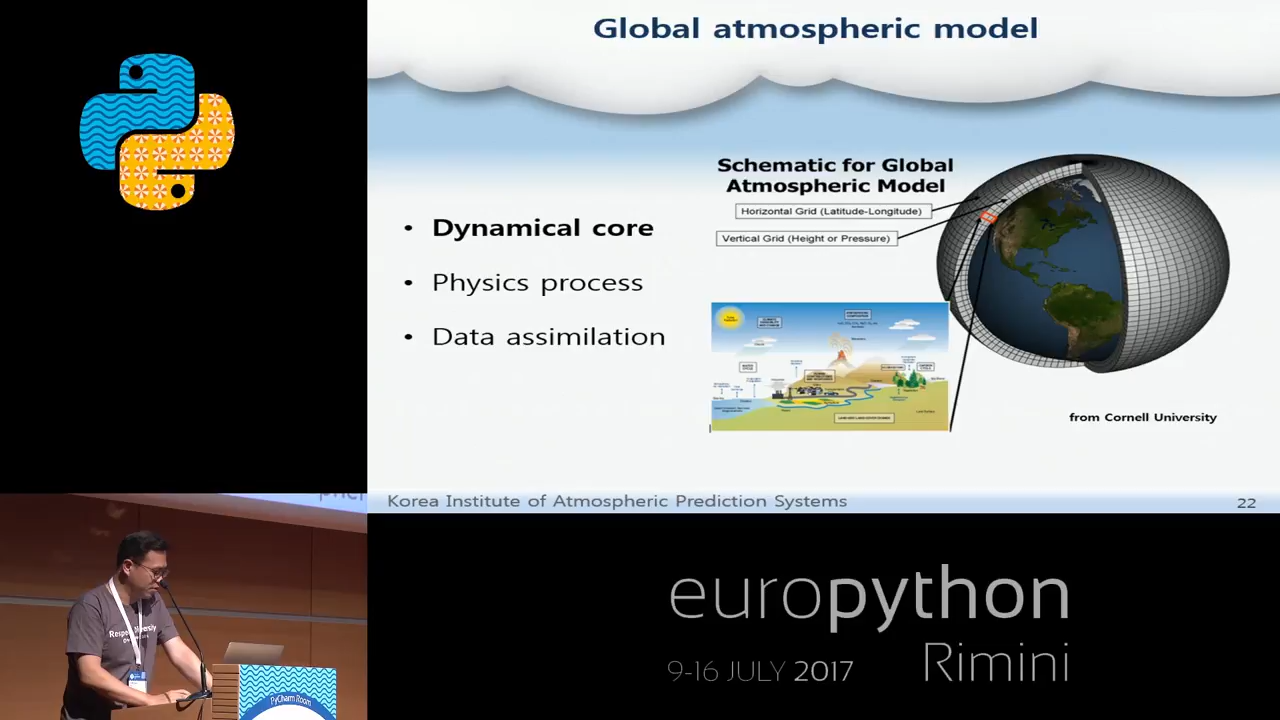 Global atmospheric model
Schematic for Global
Atmospheric Model
Horizontal Grid (Latitude-Longitude)
Vertical Grid (Height or Pressure)
• Dynamical core
• Physics process
• Data assimilation
from Cornell University
Korea Institute of Atmospheric Prediction Systems
22
PyCharm Room
europython
Rimini
9-16 JULY 2017